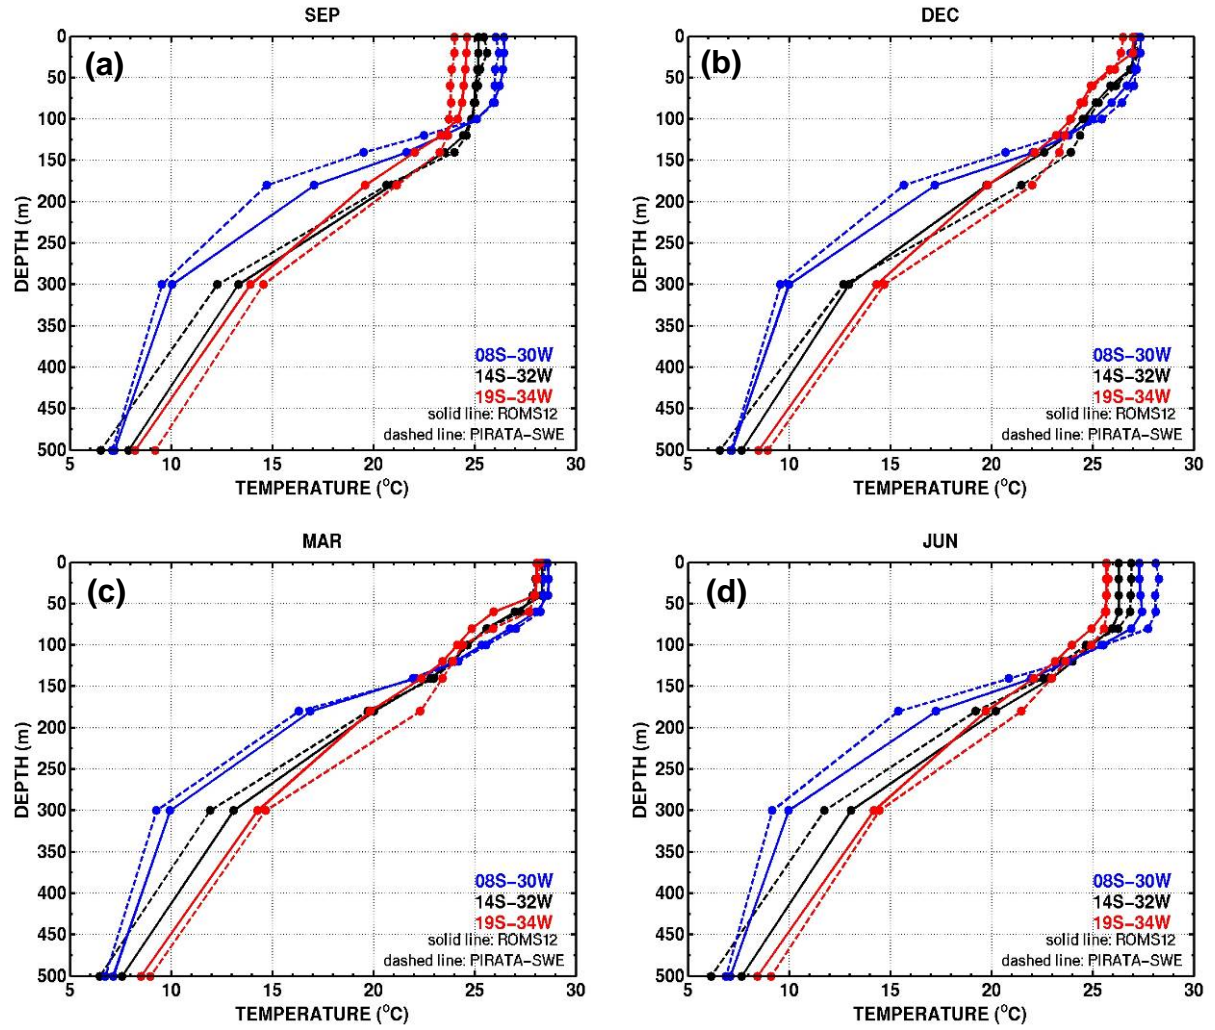 SEP
(a)
0
50
100
150
200
250
300
350
400
450
500
DEPTH (m)
08S-30W
14S-32W
19S-34W
solid line: ROMS12
dashed line: PIRATA-SWE
5 10 15 20 25 30
TEMPERATURE (°C)
DEC
(b)
0
50
100
150
200
250
300
350
400
450
500
DEPTH (m)
08S-30W
14S-32W
19S-34W
solid line: ROMS12
dashed line: PIRATA-SWE
5 10 15 20 25 30
TEMPERATURE (°C)
MAR
(c)
0
50
100
150
200
250
300
350
400
450
500
DEPTH (m)
08S-30W
14S-32W
19S-34W
solid line: ROMS12
dashed line: PIRATA-SWE
5 10 15 20 25 30
TEMPERATURE (°C)
JUN
(d)
0
50
100
150
200
250
300
350
400
450
500
DEPTH (m)
08S-30W
14S-32W
19S-34W
solid line: ROMS12
dashed line: PIRATA-SWE
5 10 15 20 25 30
TEMPERATURE (°C)